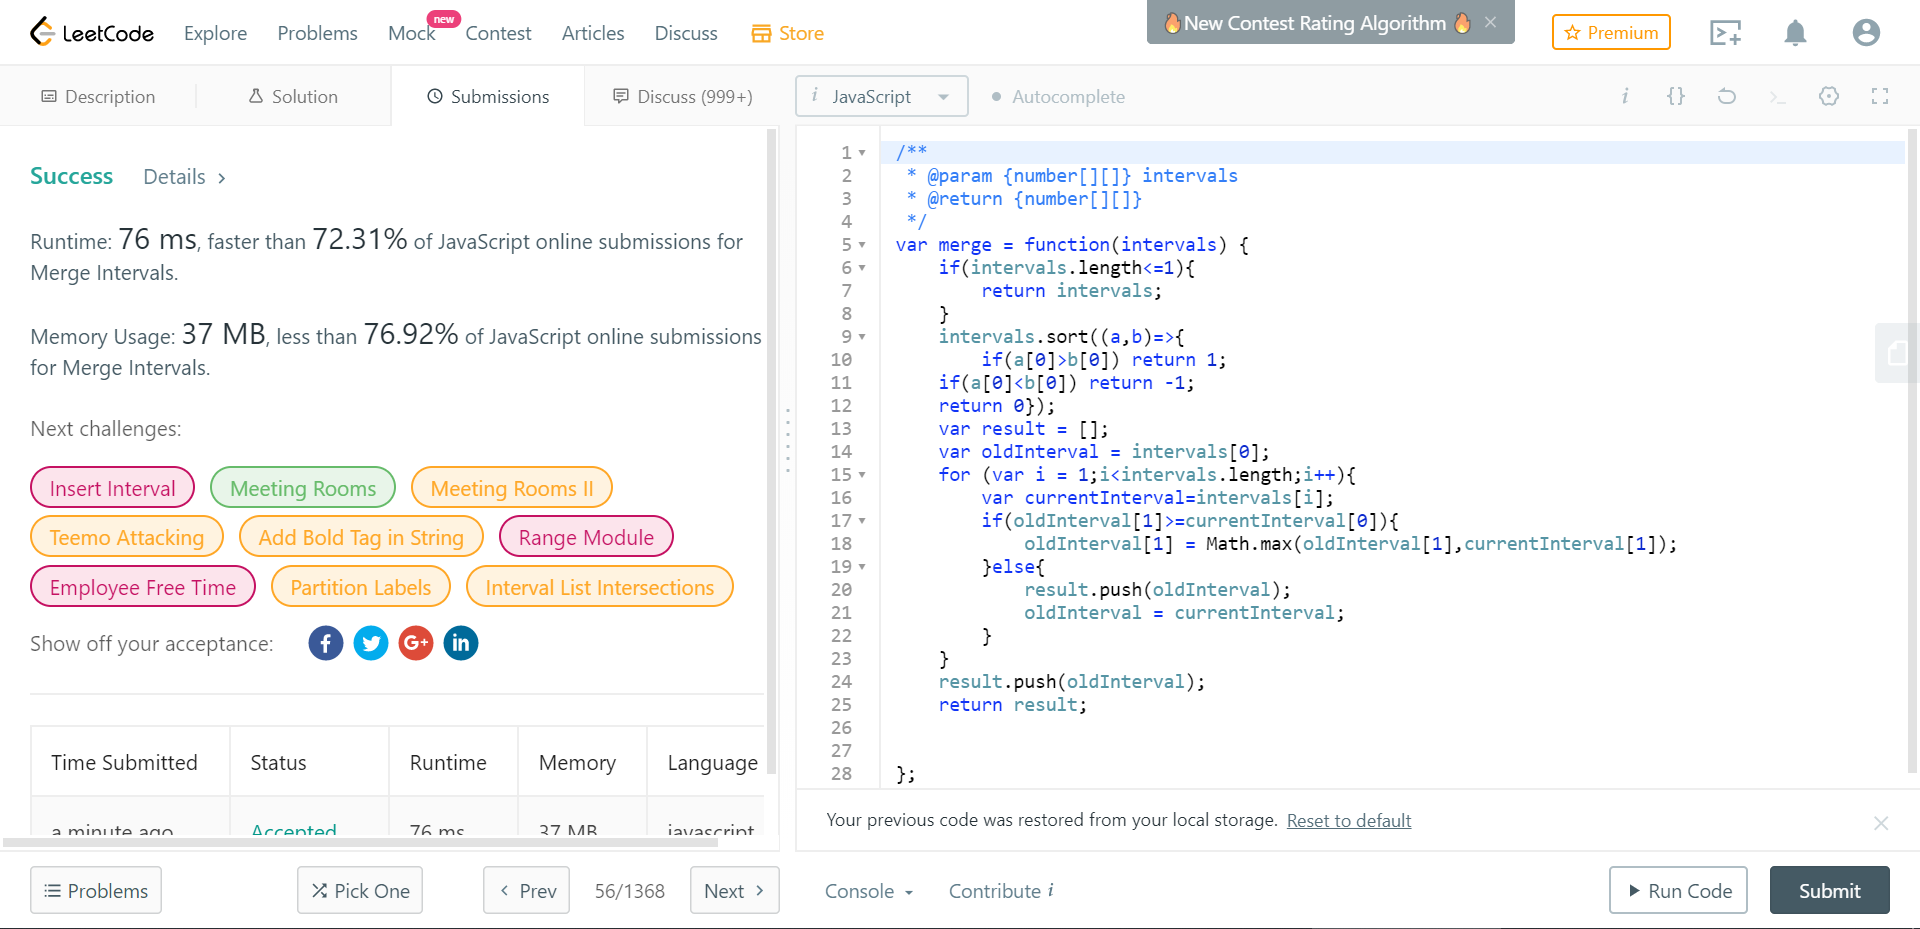 LeetCode Explore Problems Mock new Contest Articles Discuss Store 🔥New Contest Rating Algorithm 🔥 × Premium
Description Solution Submissions Discuss (999+)
i JavaScript Autocomplete i {} >_
Success Details >
Runtime: 76 ms, faster than 72.31% of JavaScript online submissions for
Merge Intervals.
Memory Usage: 37 MB, less than 76.92% of JavaScript online submissions
for Merge Intervals.
Next challenges:
Insert Interval Meeting Rooms Meeting Rooms II
Teemo Attacking Add Bold Tag in String Range Module
Employee Free Time Partition Labels Interval List Intersections
Show off your acceptance: f G+ in
Time Submitted Status Runtime Memory Language
a minute ago Accepted 76 ms 37 MB javascript
1 /**
2  * @param {number[][]} intervals
3  * @return {number[][]}
4  */
5 var merge = function(intervals) {
6     if(intervals.length<=1){
7         return intervals;
8     }
9     intervals.sort((a,b)=>{
10         if(a[0]>b[0]) return 1;
11     if(a[0]<b[0]) return -1;
12     return 0});
13     var result = [];
14     var oldInterval = intervals[0];
15     for (var i = 1;i<intervals.length;i++){
16         var currentInterval=intervals[i];
17         if(oldInterval[1]>=currentInterval[0]){
18             oldInterval[1] = Math.max(oldInterval[1],currentInterval[1]);
19         }else{
20             result.push(oldInterval);
21             oldInterval = currentInterval;
22         }
23     }
24     result.push(oldInterval);
25     return result;
26
27
28 };
Your previous code was restored from your local storage. Reset to default ×
Problems Pick One < Prev 56/1368 Next > Console Contribute i Run Code Submit